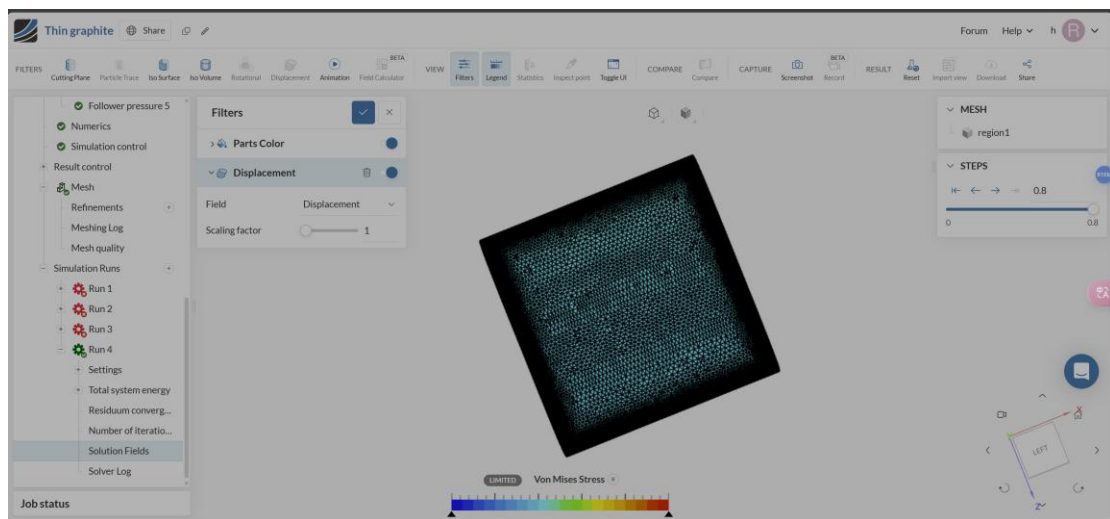 Thin graphite Share Forum Help h R
FILTERS Cutting Plane Particle Trace Iso Surface Iso Volume Rotational Displacement Animation BETA Field Calculator VIEW Filters Legend Statistics Inspect point Toggle UI COMPARE Compare CAPTURE Screenshot BETA Record RESULT Reset Import view Download Share
Follower pressure 5
Numerics
Simulation control
Result control
Mesh
Refinements
Meshing Log
Mesh quality
Simulation Runs
Run 1
Run 2
Run 3
Run 4
Settings
Total system energy
Residuum converg...
Number of iteratio...
Solution Fields
Solver Log
Job status
Filters
Parts Color
Displacement
Field Displacement
Scaling factor 1
MESH
region1
STEPS
0.8
0 0.8
LEFT
X
Z
LIMITED Von Mises Stress